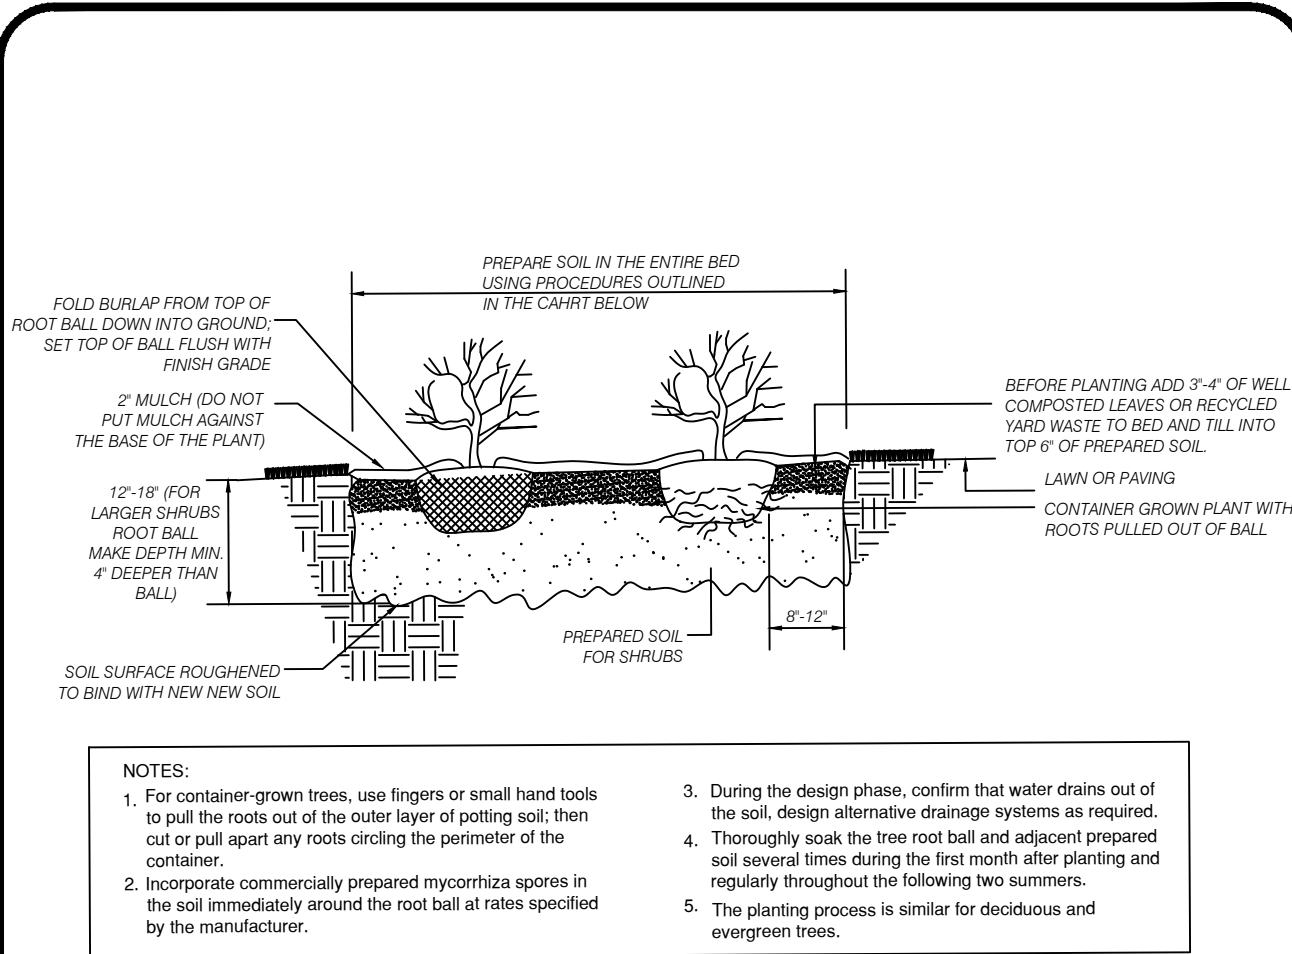 PREPARE SOIL IN THE ENTIRE BED
USING PROCEDURES OUTLINED
IN THE CAHRT BELOW
FOLD BURLAP FROM TOP OF
ROOT BALL DOWN INTO GROUND;
SET TOP OF BALL FLUSH WITH
FINISH GRADE
2" MULCH (DO NOT
PUT MULCH AGAINST
THE BASE OF THE PLANT)
12"-18" (FOR
LARGER SHRUBS
ROOT BALL
MAKE DEPTH MIN.
4" DEEPER THAN
BALL)
SOIL SURFACE ROUGHENED
TO BIND WITH NEW NEW SOIL
BEFORE PLANTING ADD 3"-4" OF WELL
COMPOSTED LEAVES OR RECYCLED
YARD WASTE TO BED AND TILL INTO
TOP 6" OF PREPARED SOIL.
LAWN OR PAVING
CONTAINER GROWN PLANT WITH
ROOTS PULLED OUT OF BALL
8"-12"
PREPARED SOIL
FOR SHRUBS
NOTES:
1. For container-grown trees, use fingers or small hand tools
to pull the roots out of the outer layer of potting soil; then
cut or pull apart any roots circling the perimeter of the
container.
2. Incorporate commercially prepared mycorrhiza spores in
the soil immediately around the root ball at rates specified
by the manufacturer.
3. During the design phase, confirm that water drains out of
the soil, design alternative drainage systems as required.
4. Thoroughly soak the tree root ball and adjacent prepared
soil several times during the first month after planting and
regularly throughout the following two summers.
5. The planting process is similar for deciduous and
evergreen trees.